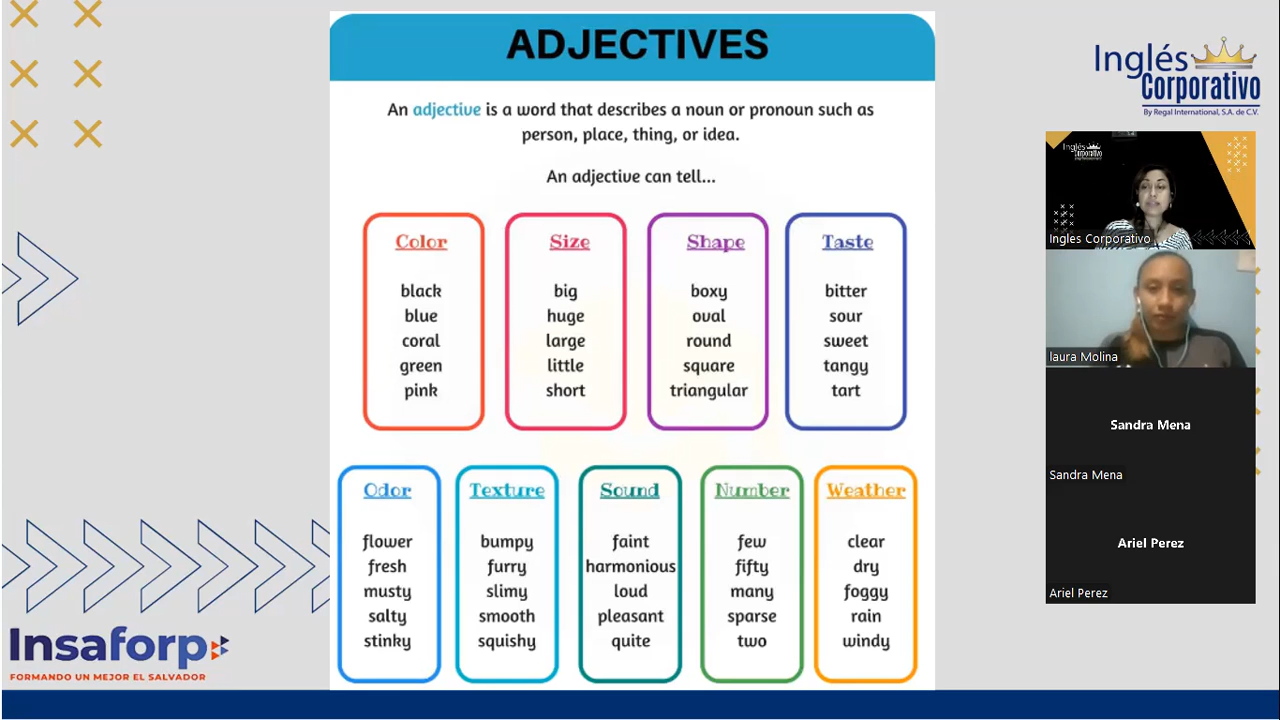 ADJECTIVES
An adjective is a word that describes a noun or pronoun such as
person, place, thing, or idea.
An adjective can tell...
Color
black
blue
coral
green
pink
Size
big
huge
large
little
short
Shape
boxy
oval
round
square
triangular
Taste
bitter
sour
sweet
tangy
tart
Odor
flower
fresh
musty
salty
stinky
Texture
bumpy
furry
slimy
smooth
squishy
Sound
faint
harmonious
loud
pleasant
quite
Number
few
fifty
many
sparse
two
Weather
clear
dry
foggy
rain
windy
Insaforp
FORMANDO UN MEJOR EL SALVADOR
Inglés
Corporativo
By Regal International, S.A. de C.V.
Inglés
Corporativo
Ingles Corporativo
laura Molina
Sandra Mena
Sandra Mena
Ariel Perez
Ariel Perez